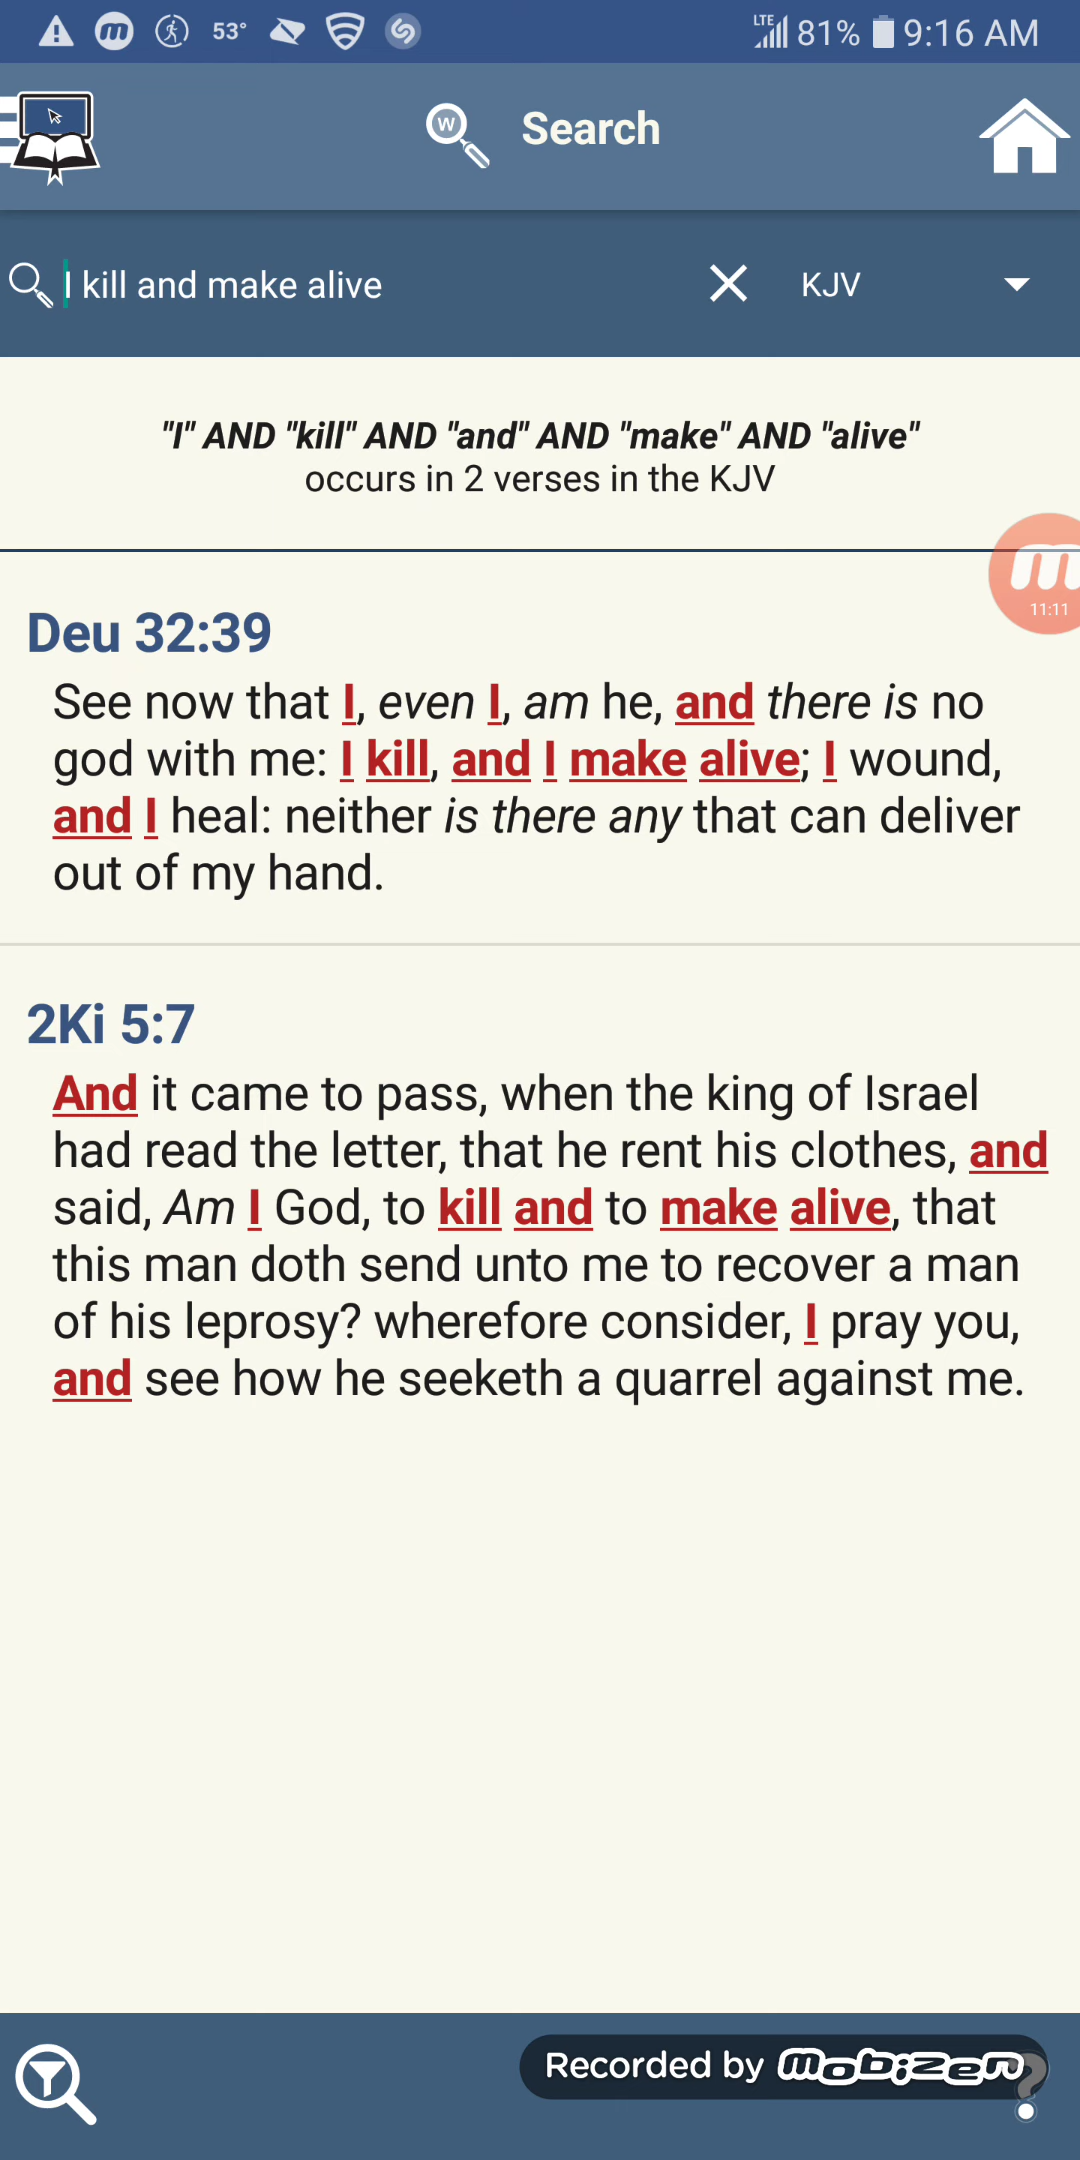 53° LTE 81% 9:16 AM
W Search
I kill and make alive KJV
"I" AND "kill" AND "and" AND "make" AND "alive"
occurs in 2 verses in the KJV
m
11:11
Deu 32:39
See now that I, even I, am he, and there is no
god with me: I kill, and I make alive; I wound,
and I heal: neither is there any that can deliver
out of my hand.
2Ki 5:7
And it came to pass, when the king of Israel
had read the letter, that he rent his clothes, and
said, Am I God, to kill and to make alive, that
this man doth send unto me to recover a man
of his leprosy? wherefore consider, I pray you,
and see how he seeketh a quarrel against me.
Recorded by mobizen ?